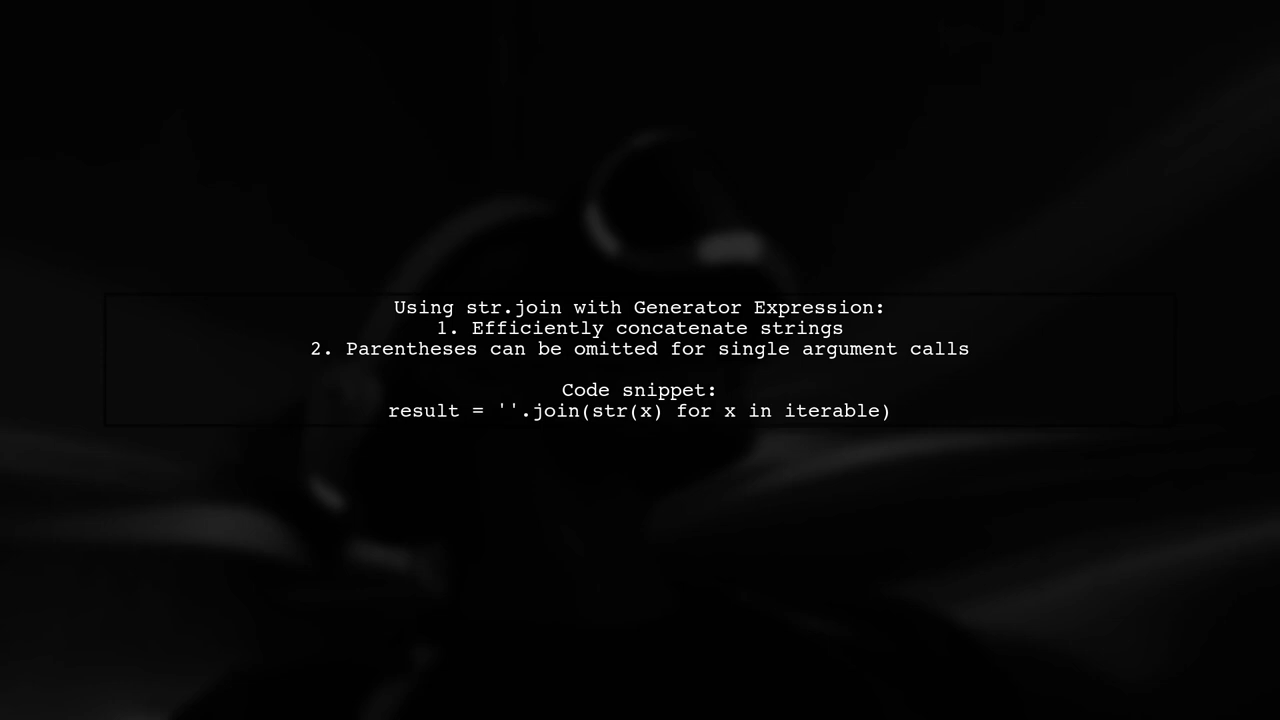 Using str.join with Generator Expression:
1. Efficiently concatenate strings
2. Parentheses can be omitted for single argument calls
Code snippet:
result = ''.join(str(x) for x in iterable)